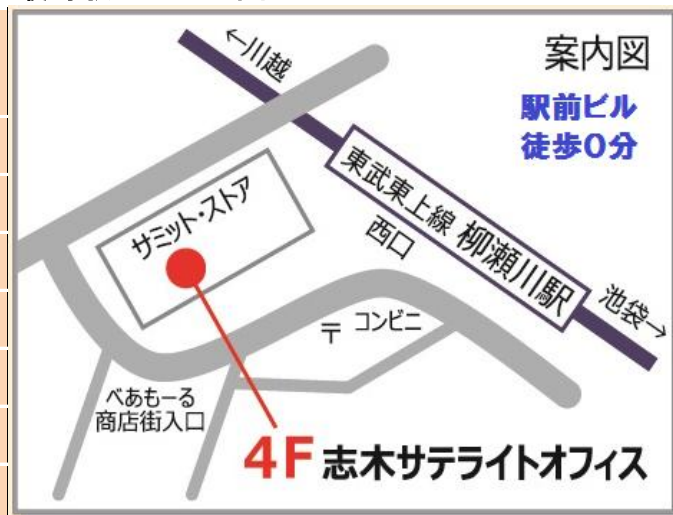 案内図
駅前ビル
徒歩0分
←川越
東武東上線 柳瀬川駅
西口
池袋→
サミット・ストア
〒 コンビニ
べあもーる
商店街入口
4F 志木サテライトオフィス